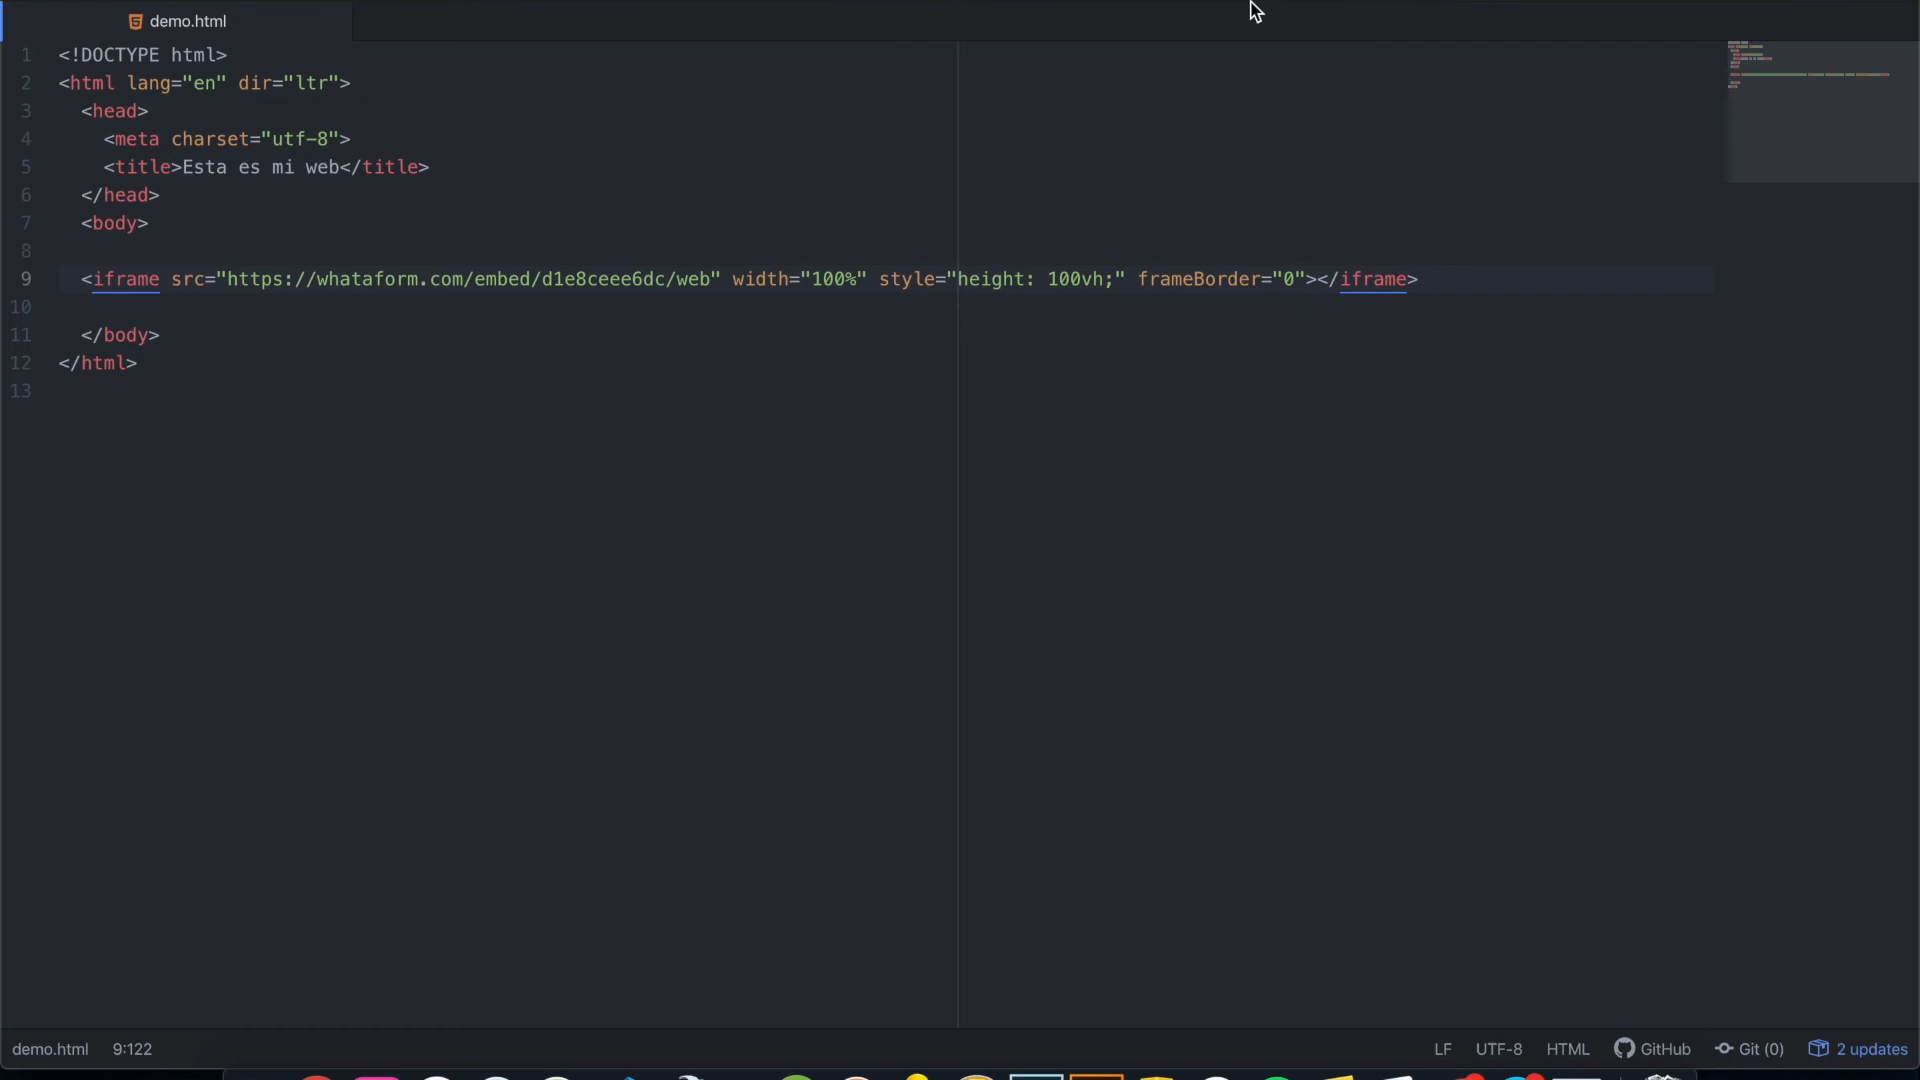 demo.html
1 <!DOCTYPE html>
2 <html lang="en" dir="ltr">
3 <head>
4 <meta charset="utf-8">
5 <title>Esta es mi web</title>
6 </head>
7 <body>
8
9 <iframe src="https://whataform.com/embed/d1e8ceee6dc/web" width="100%" style="height: 100vh;" frameBorder="0"></iframe>
10
11 </body>
12 </html>
13
demo.html 9:122 LF UTF-8 HTML GitHub Git (0) 2 updates